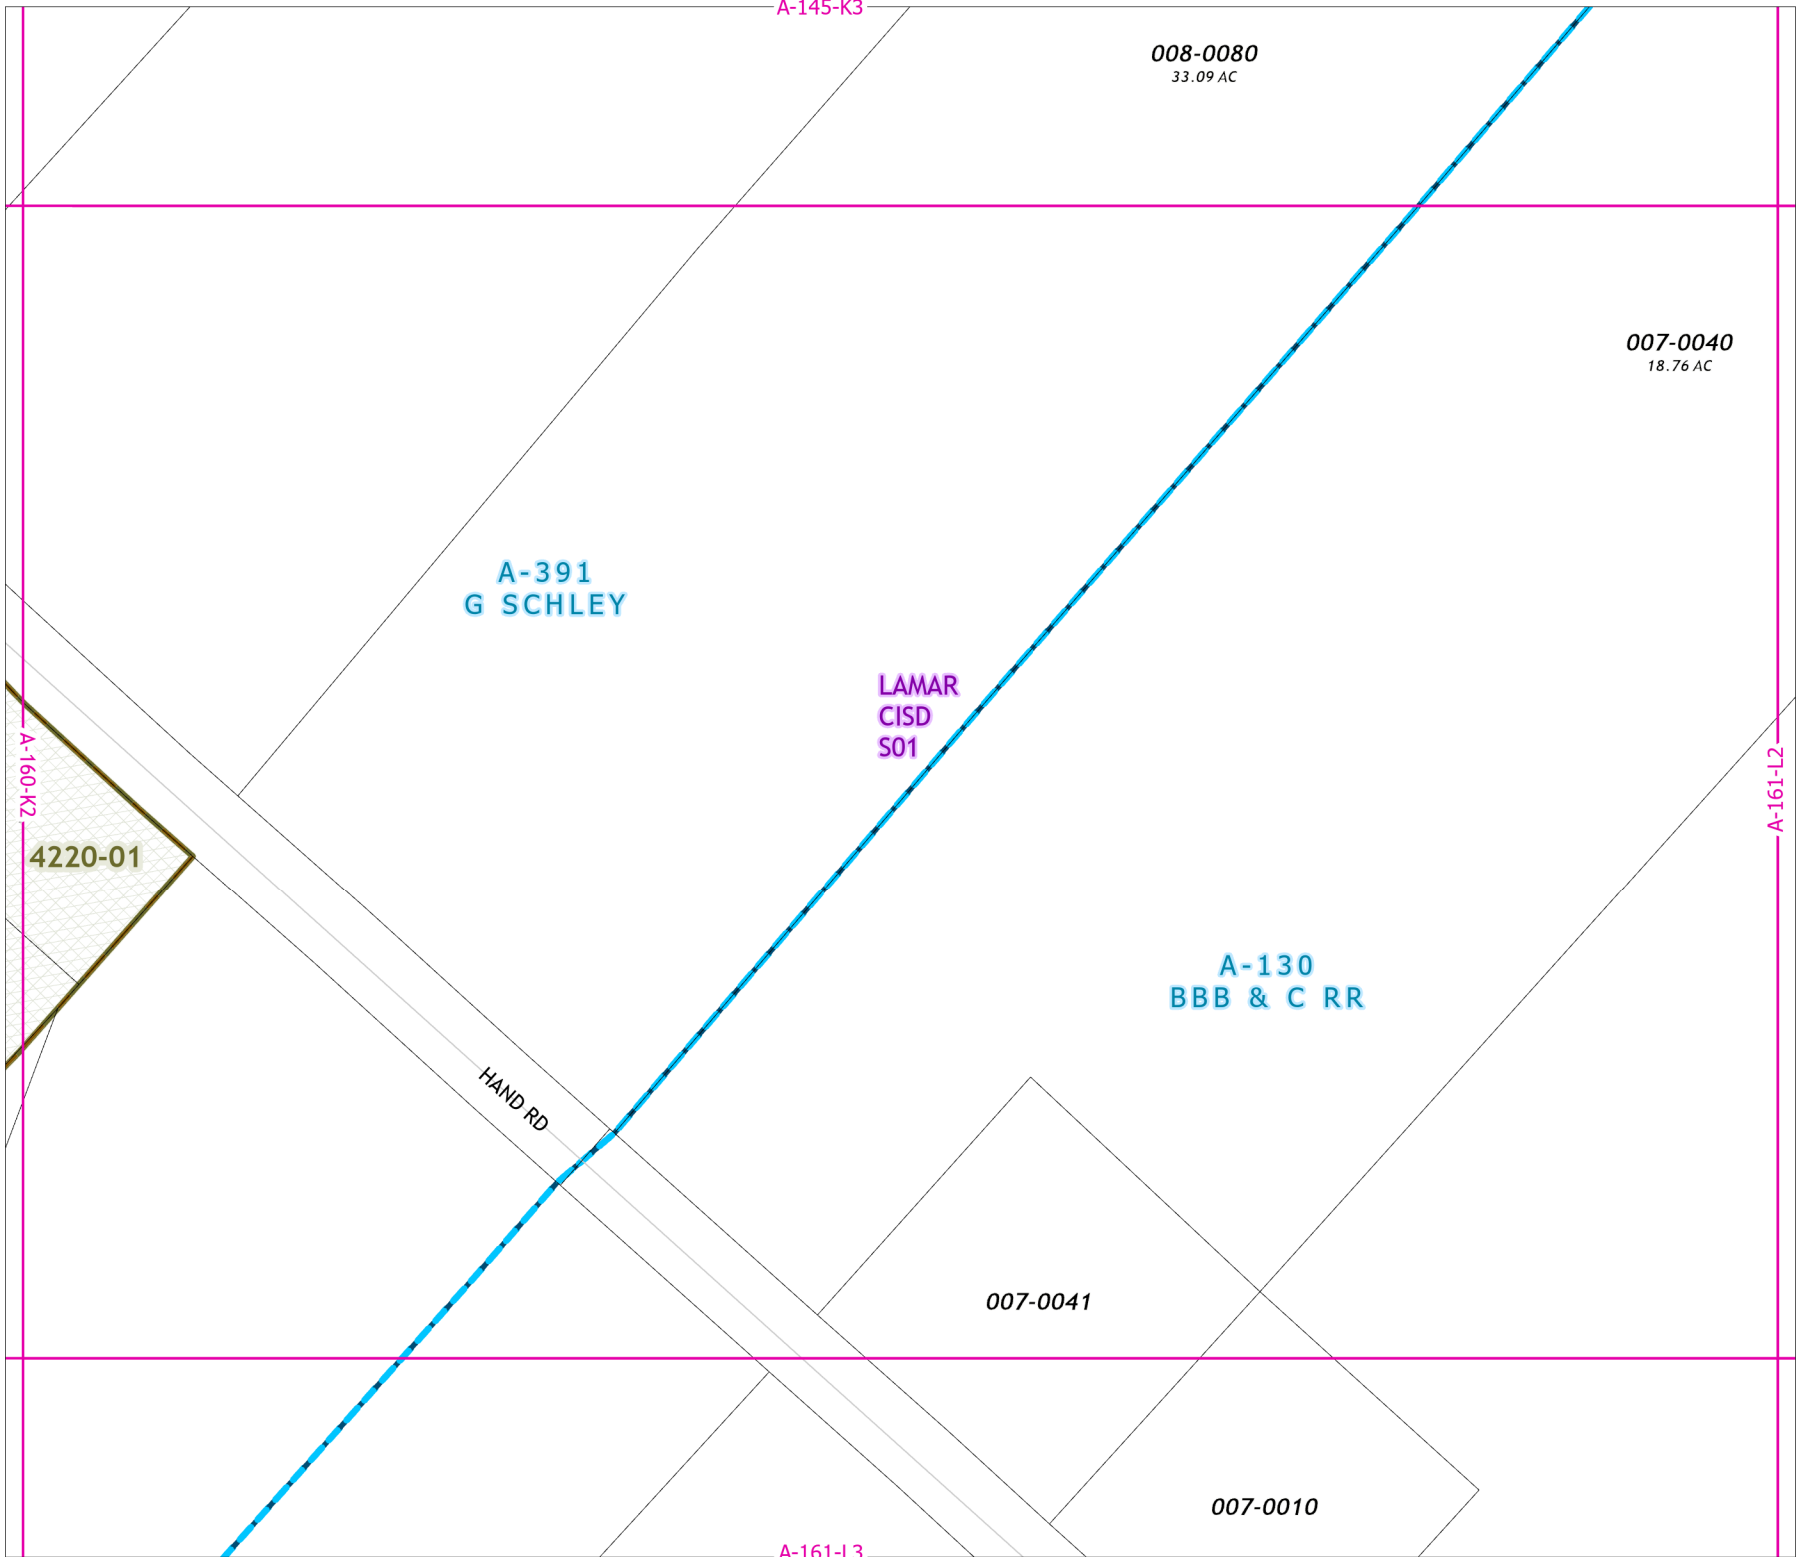 A-145-K3
008-0080
33.09 AC
007-0040
18.76 AC
A-391
G SCHLEY
LAMAR
CISD
S01
A-160-K2
A-161-L2
4220-01
A-130
BBB & C RR
HAND RD
007-0041
007-0010
A-161-L3